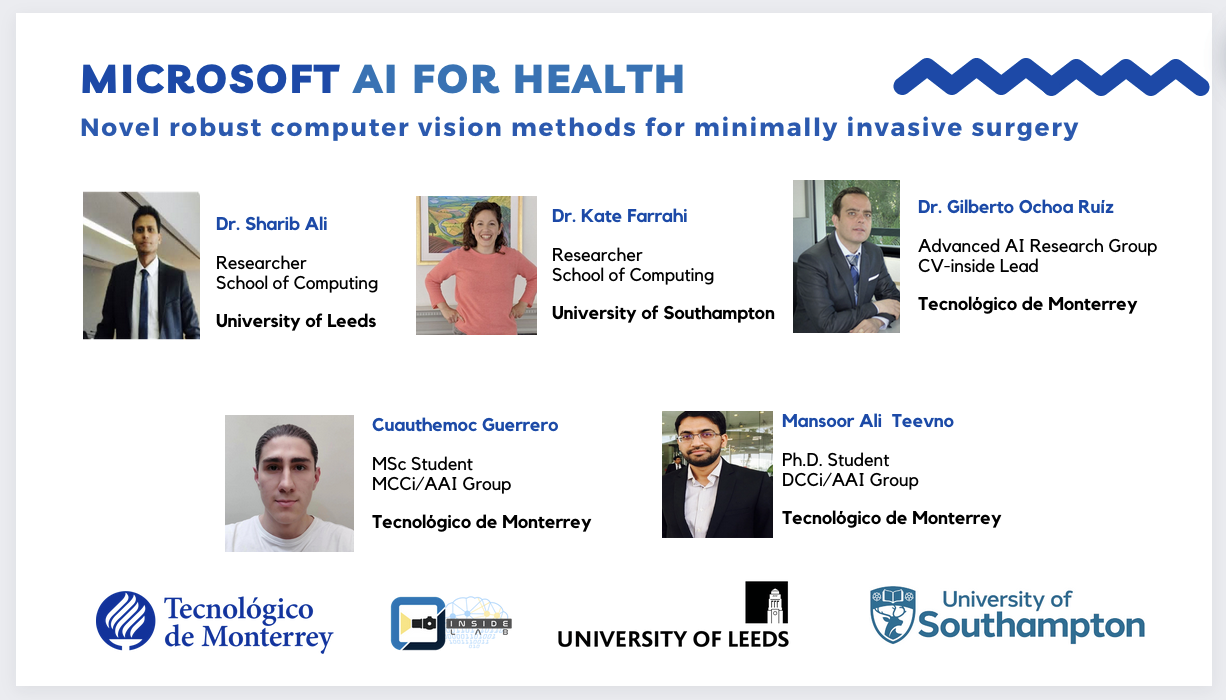 MICROSOFT AI FOR HEALTH
Novel robust computer vision methods for minimally invasive surgery
Dr. Sharib Ali
Researcher
School of Computing
University of Leeds
Dr. Kate Farrahi
Researcher
School of Computing
University of Southampton
Dr. Gilberto Ochoa Ruíz
Advanced AI Research Group
CV-inside Lead
Tecnológico de Monterrey
Cuauthemoc Guerrero
MSc Student
MCCi/AAI Group
Tecnológico de Monterrey
Mansoor Ali Teevno
Ph.D. Student
DCCi/AAI Group
Tecnológico de Monterrey
Tecnológico
de Monterrey
INSIDE
LAB
UNIVERSITY OF LEEDS
University of
Southampton